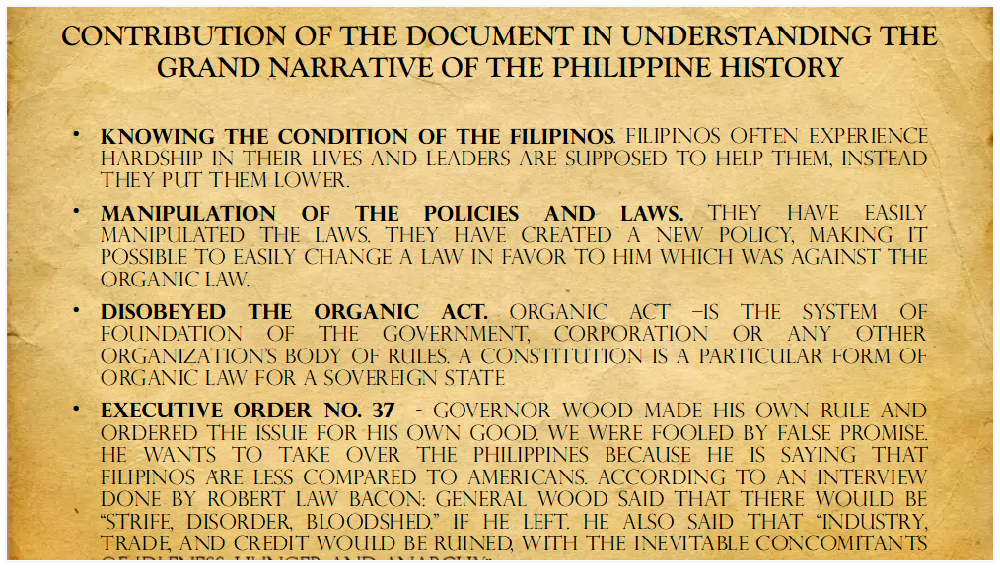 CONTRIBUTION OF THE DOCUMENT IN UNDERSTANDING THE
GRAND NARRATIVE OF THE PHILIPPINE HISTORY
• KNOWING THE CONDITION OF THE FILIPINOS. FILIPINOS OFTEN EXPERIENCE
HARDSHIP IN THEIR LIVES AND LEADERS ARE SUPPOSED TO HELP THEM, INSTEAD
THEY PUT THEM LOWER.
• MANIPULATION OF THE POLICIES AND LAWS. THEY HAVE EASILY
MANIPULATED THE LAWS. THEY HAVE CREATED A NEW POLICY, MAKING IT
POSSIBLE TO EASILY CHANGE A LAW IN FAVOR TO HIM WHICH WAS AGAINST THE
ORGANIC LAW.
• DISOBEYED THE ORGANIC ACT. ORGANIC ACT –IS THE SYSTEM OF
FOUNDATION OF THE GOVERNMENT, CORPORATION OR ANY OTHER
ORGANIZATION'S BODY OF RULES. A CONSTITUTION IS A PARTICULAR FORM OF
ORGANIC LAW FOR A SOVEREIGN STATE
• EXECUTIVE ORDER NO. 37 - GOVERNOR WOOD MADE HIS OWN RULE AND
ORDERED THE ISSUE FOR HIS OWN GOOD. WE WERE FOOLED BY FALSE PROMISE.
HE WANTS TO TAKE OVER THE PHILIPPINES BECAUSE HE IS SAYING THAT
FILIPINOS ARE LESS COMPARED TO AMERICANS. ACCORDING TO AN INTERVIEW
DONE BY ROBERT LAW BACON: GENERAL WOOD SAID THAT THERE WOULD BE
"STRIFE, DISORDER, BLOODSHED." IF HE LEFT. HE ALSO SAID THAT "INDUSTRY,
TRADE, AND CREDIT WOULD BE RUINED, WITH THE INEVITABLE CONCOMITANTS